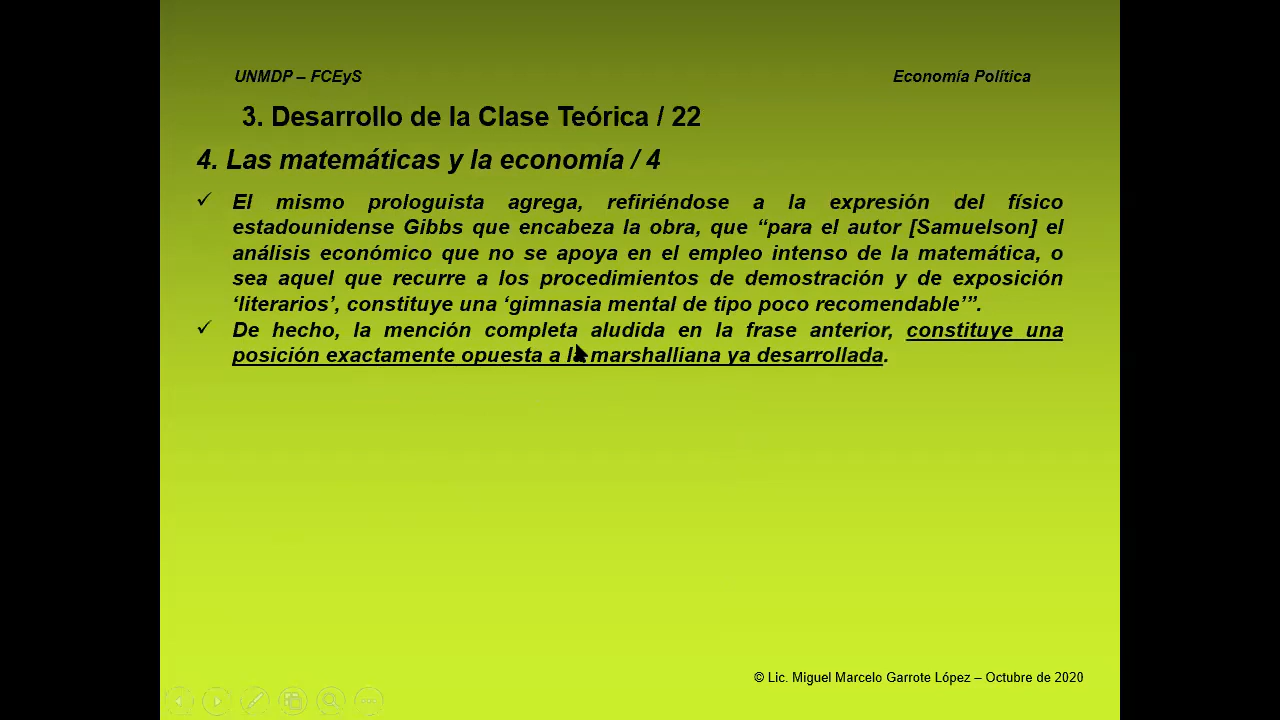 UNMDP – FCEyS
Economía Política
3. Desarrollo de la Clase Teórica / 22
4. Las matemáticas y la economía / 4
✓ El mismo prologuista agrega, refiriéndose a la expresión del físico
estadounidense Gibbs que encabeza la obra, que “para el autor [Samuelson] el
análisis económico que no se apoya en el empleo intenso de la matemática, o
sea aquel que recurre a los procedimientos de demostración y de exposición
‘literarios’, constituye una ‘gimnasia mental de tipo poco recomendable’”.
✓ De hecho, la mención completa aludida en la frase anterior, constituye una
posición exactamente opuesta a la marshalliana ya desarrollada.
© Lic. Miguel Marcelo Garrote López – Octubre de 2020